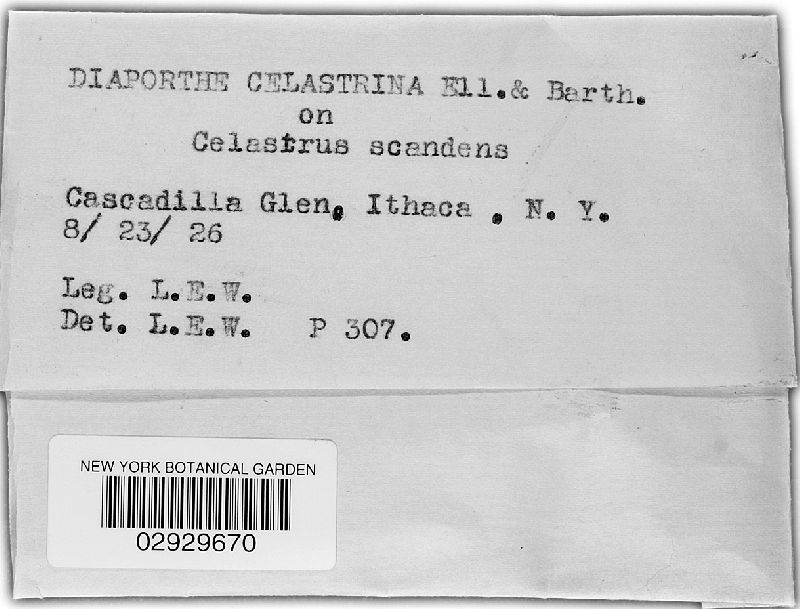 DIAPORTHE CELASTRINA Ell.& Barth.
on
Celastrus scandens
Cascadilla Glen, Ithaca , N. Y.
8/ 23/ 26
Leg. L.E.W.
Det. L.E.W. P 307.
NEW YORK BOTANICAL GARDEN
02929670